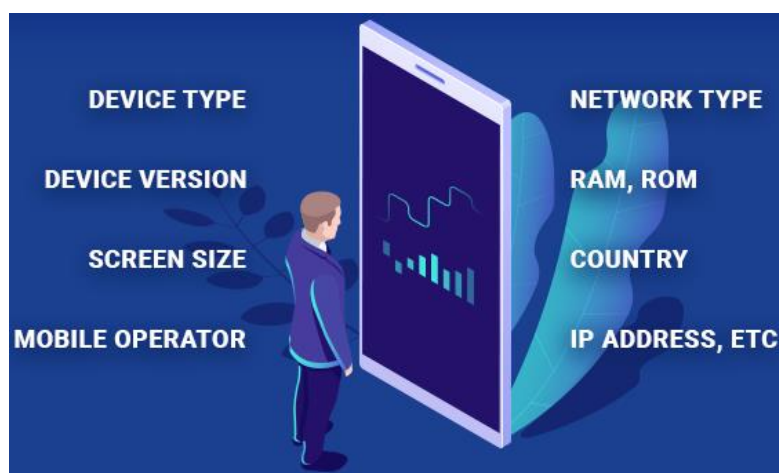 DEVICE TYPE
DEVICE VERSION
SCREEN SIZE
MOBILE OPERATOR
NETWORK TYPE
RAM, ROM
COUNTRY
IP ADDRESS, ETC